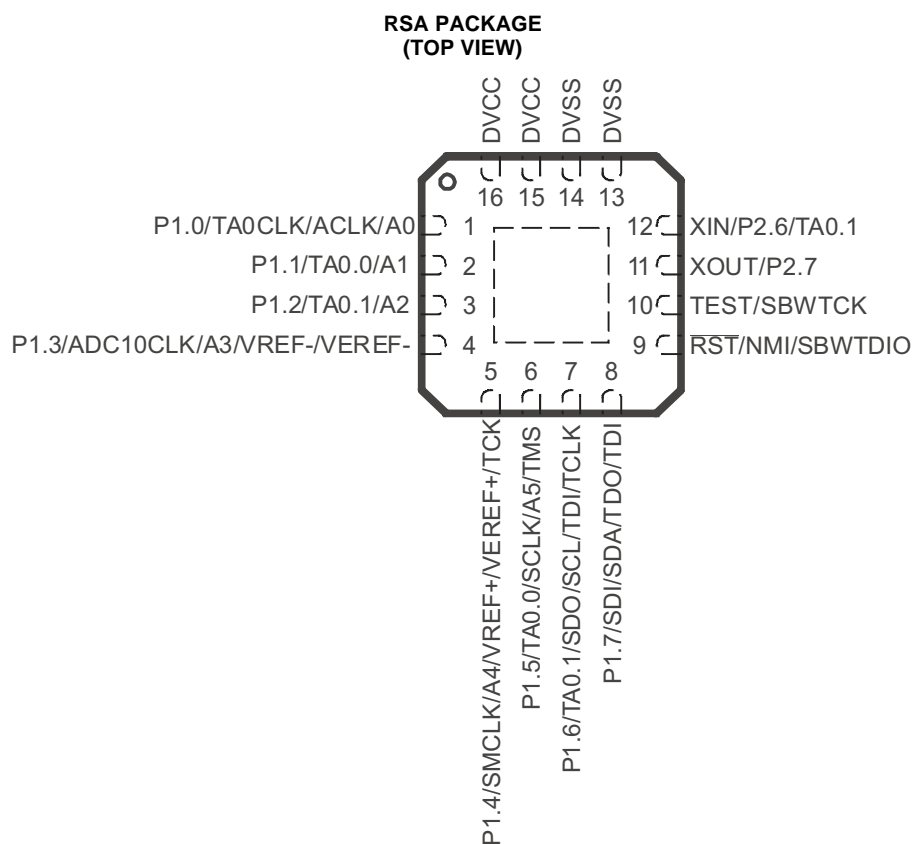 RSA PACKAGE
(TOP VIEW)
DVCC
DVCC
DVSS
DVSS
16
15
14
13
P1.0/TA0CLK/ACLK/A0
1
12
XIN/P2.6/TA0.1
P1.1/TA0.0/A1
2
11
XOUT/P2.7
P1.2/TA0.1/A2
3
10
TEST/SBWTCK
P1.3/ADC10CLK/A3/VREF-/VEREF-
4
9
RST/NMI/SBWTDIO
5
6
7
8
P1.4/SMCLK/A4/VREF+/VEREF+/TCK
P1.5/TA0.0/SCLK/A5/TMS
P1.6/TA0.1/SDO/SCL/TDI/TCLK
P1.7/SDI/SDA/TDO/TDI